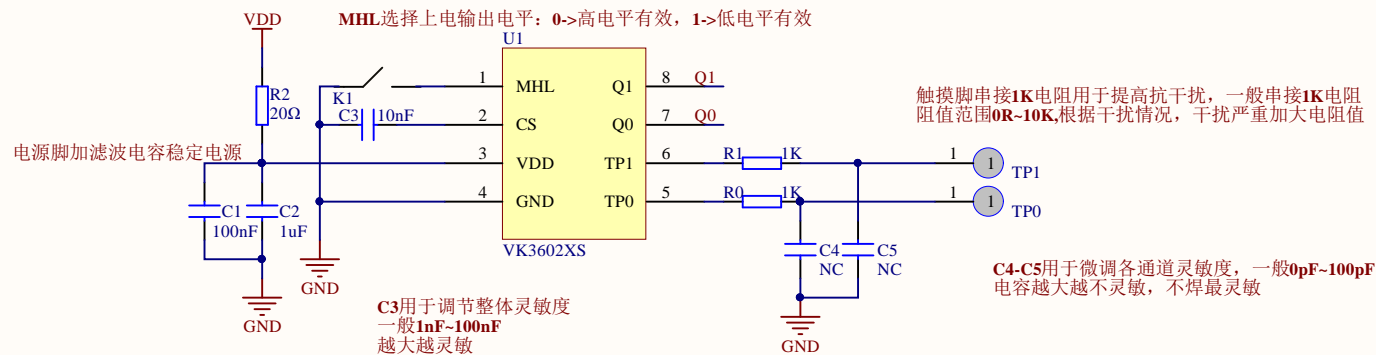 VDD
MHL选择上电输出电平：0->高电平有效，1->低电平有效
U1
R2
20Ω
K1
C3
10nF
1
MHL
Q1
8
Q1
2
CS
Q0
7
Q0
3
VDD
TP1
6
R1
1K
1
1
TP1
4
GND
TP0
5
R0
1K
1
1
TP0
VK3602XS
触摸脚串接1K电阻用于提高抗干扰，一般串接1K电阻
阻值范围0R~10K,根据干扰情况，干扰严重加大电阻值
电源脚加滤波电容稳定电源
C1
100nF
C2
1uF
GND
GND
C4
NC
C5
NC
GND
C3用于调节整体灵敏度
一般1nF~100nF
越大越灵敏
C4-C5用于微调各通道灵敏度，一般0pF~100pF
电容越大越不灵敏，不焊最灵敏